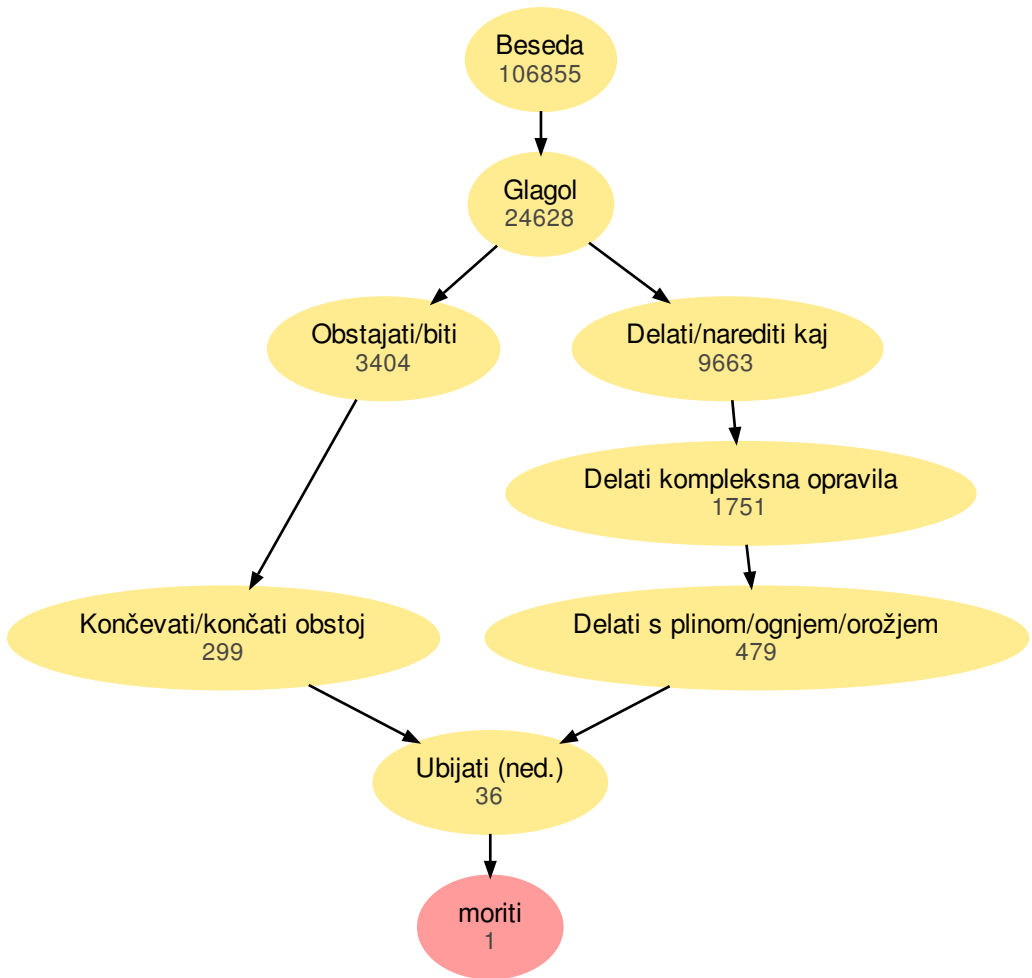 Beseda
106855
Glagol
24628
Obstajati/biti
3404
Delati/narediti kaj
9663
Delati kompleksna opravila
1751
Končevati/končati obstoj
299
Delati s plinom/ognjem/orožjem
479
Ubijati (ned.)
36
moriti
1